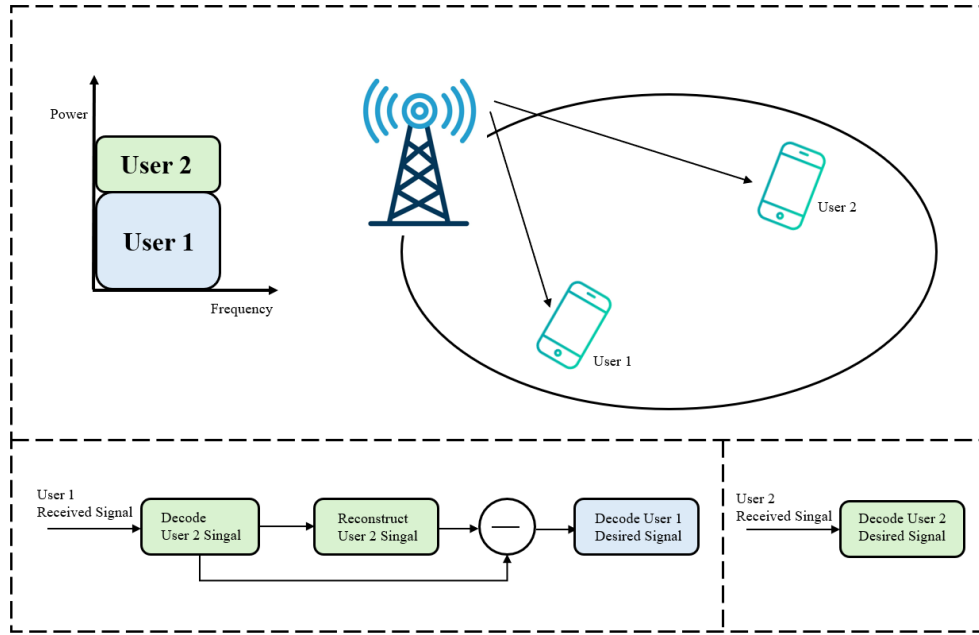 Power
User 2
User 1
Frequency
User 2
User 1
User 1
Received Signal
Decode
User 2 Singal
Reconstruct
User 2 Singal
Decode User 1
Desired Signal
User 2
Received Singal
Decode User 2
Desired Signal